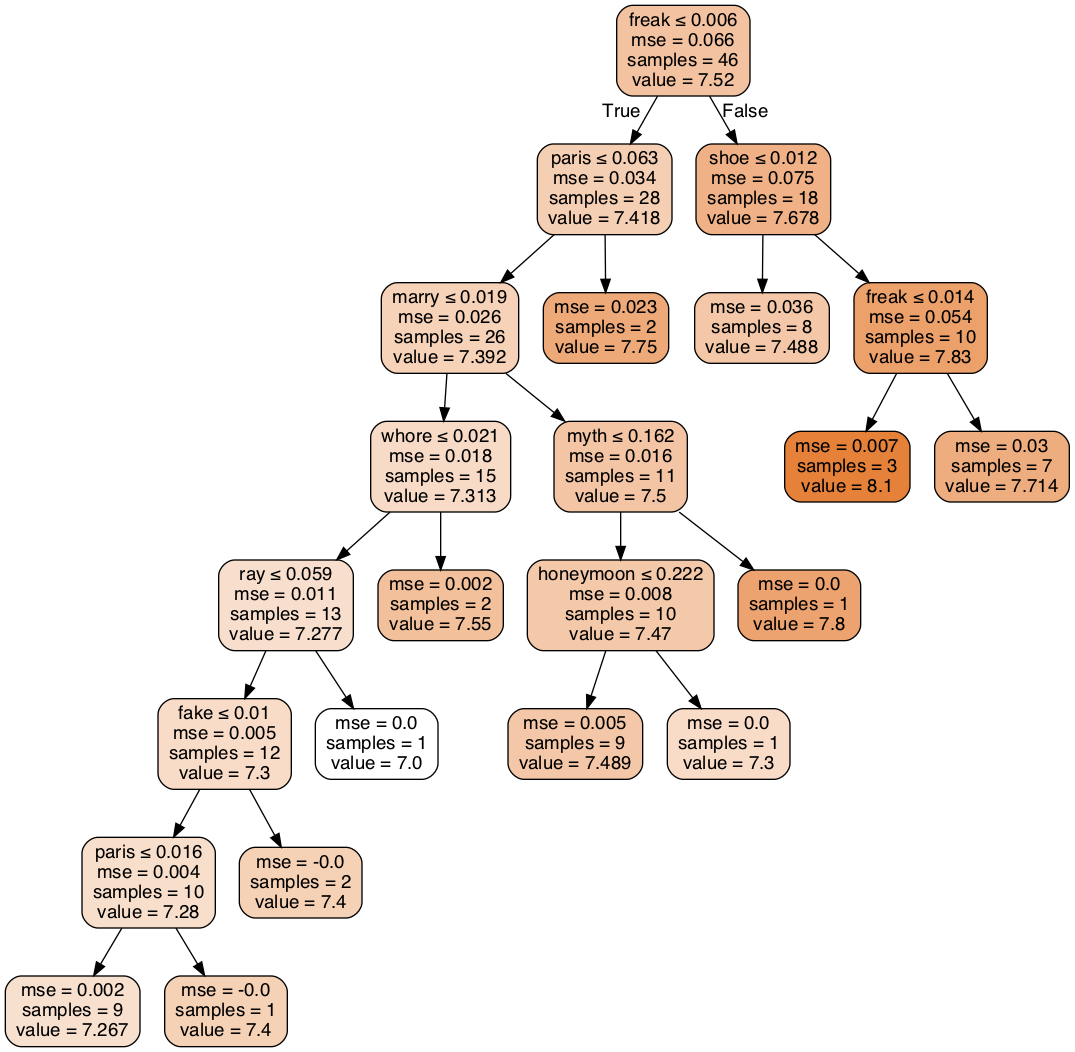 freak ≤ 0.006
mse = 0.066
samples = 46
value = 7.52
True
False
paris ≤ 0.063
mse = 0.034
samples = 28
value = 7.418
shoe ≤ 0.012
mse = 0.075
samples = 18
value = 7.678
marry ≤ 0.019
mse = 0.026
samples = 26
value = 7.392
mse = 0.023
samples = 2
value = 7.75
mse = 0.036
samples = 8
value = 7.488
freak ≤ 0.014
mse = 0.054
samples = 10
value = 7.83
whore ≤ 0.021
mse = 0.018
samples = 15
value = 7.313
myth ≤ 0.162
mse = 0.016
samples = 11
value = 7.5
mse = 0.007
samples = 3
value = 8.1
mse = 0.03
samples = 7
value = 7.714
ray ≤ 0.059
mse = 0.011
samples = 13
value = 7.277
mse = 0.002
samples = 2
value = 7.55
honeymoon ≤ 0.222
mse = 0.008
samples = 10
value = 7.47
mse = 0.0
samples = 1
value = 7.8
fake ≤ 0.01
mse = 0.005
samples = 12
value = 7.3
mse = 0.0
samples = 1
value = 7.0
mse = 0.005
samples = 9
value = 7.489
mse = 0.0
samples = 1
value = 7.3
paris ≤ 0.016
mse = 0.004
samples = 10
value = 7.28
mse = -0.0
samples = 2
value = 7.4
mse = 0.002
samples = 9
value = 7.267
mse = -0.0
samples = 1
value = 7.4